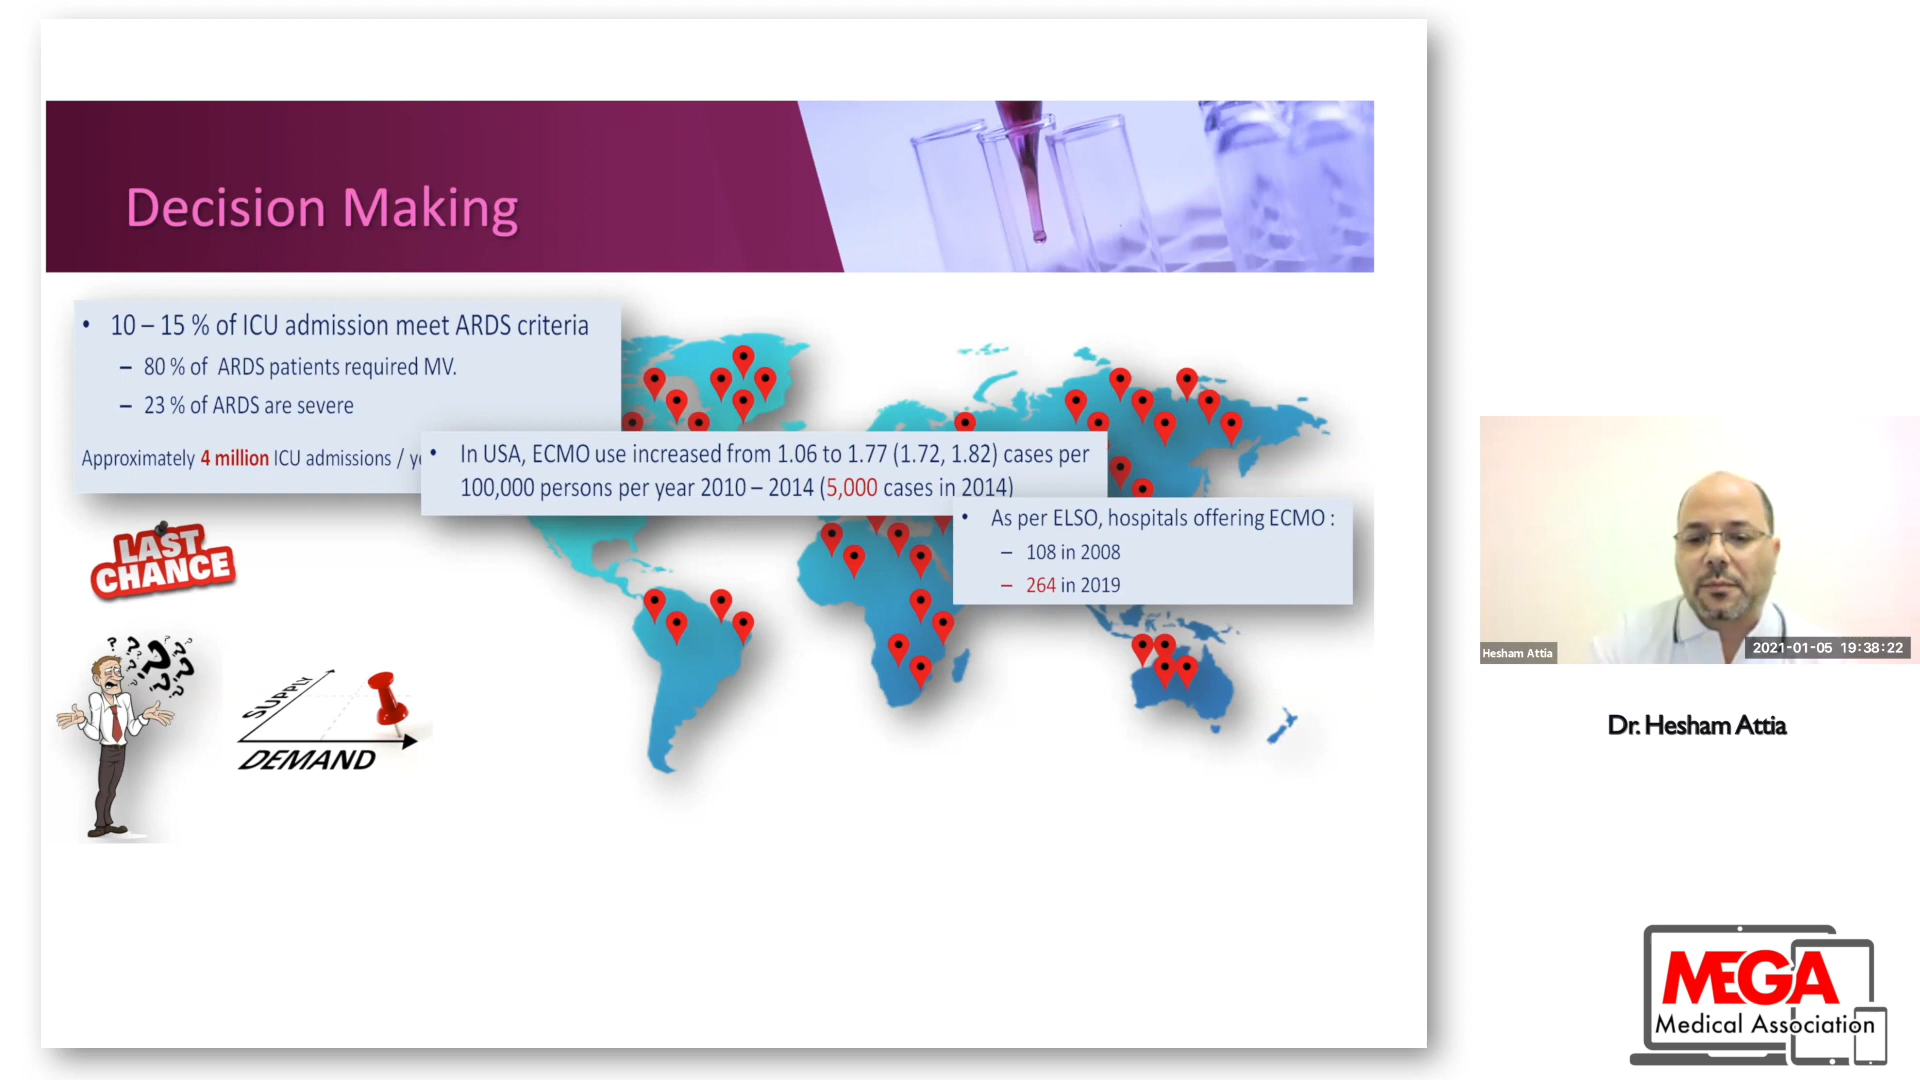 Decision Making
• 10 – 15 % of ICU admission meet ARDS criteria
– 80 % of ARDS patients required MV.
– 23 % of ARDS are severe
Approximately 4 million ICU admissions /
• In USA, ECMO use increased from 1.06 to 1.77 (1.72, 1.82) cases per
100,000 persons per year 2010 – 2014 (5,000 cases in 2014)
• As per ELSO, hospitals offering ECMO :
– 108 in 2008
– 264 in 2019
LAST
CHANCE
SUPPLY
DEMAND
Hesham Attia
2021-01-05 19:38:22
Dr. Hesham Attia
MEGA
Medical Association